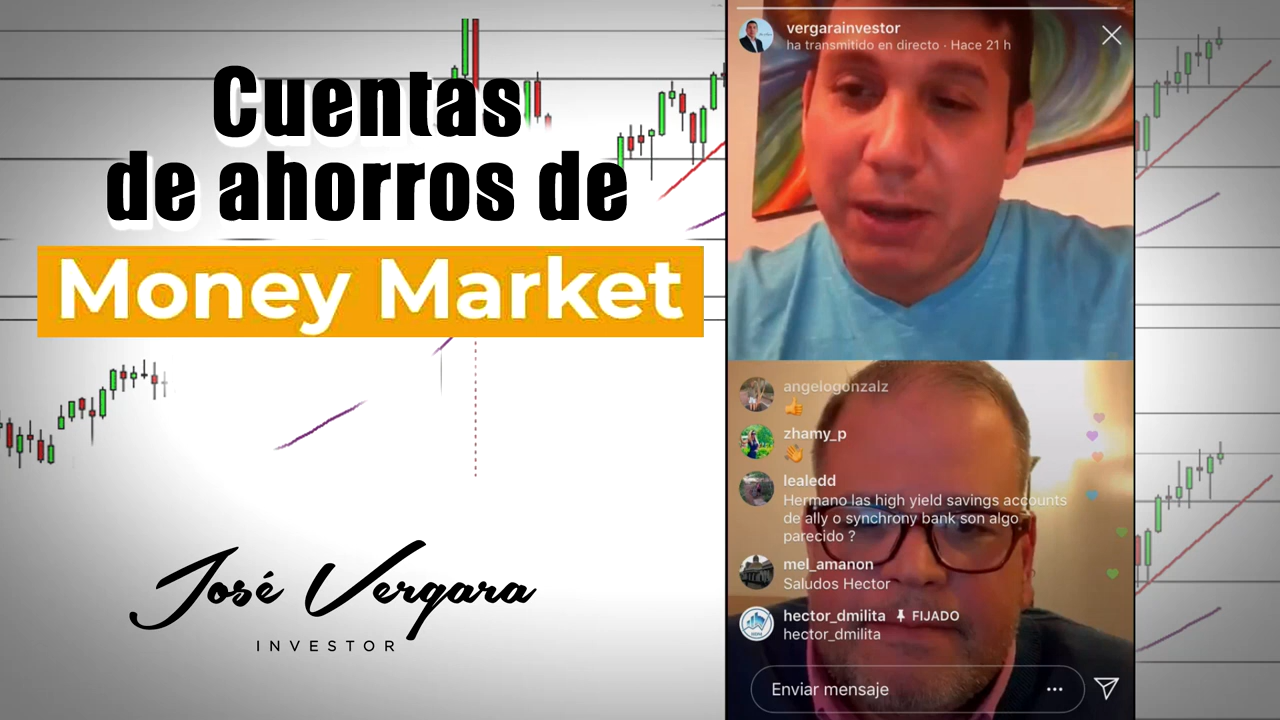 Cuentas
de ahorros de
Money Market
José Vergara
INVESTOR
vergarainvestor
ha transmitido en directo · Hace 21 h
angelogonzalz
👍
zhamy_p
👋
lealedd
Hermano las high yield savings accounts
de ally o synchrony bank son algo
parecido ?
mel_amanon
Saludos Hector
hector_dmilita 📌 FIJADO
hector_dmilita
Enviar mensaje